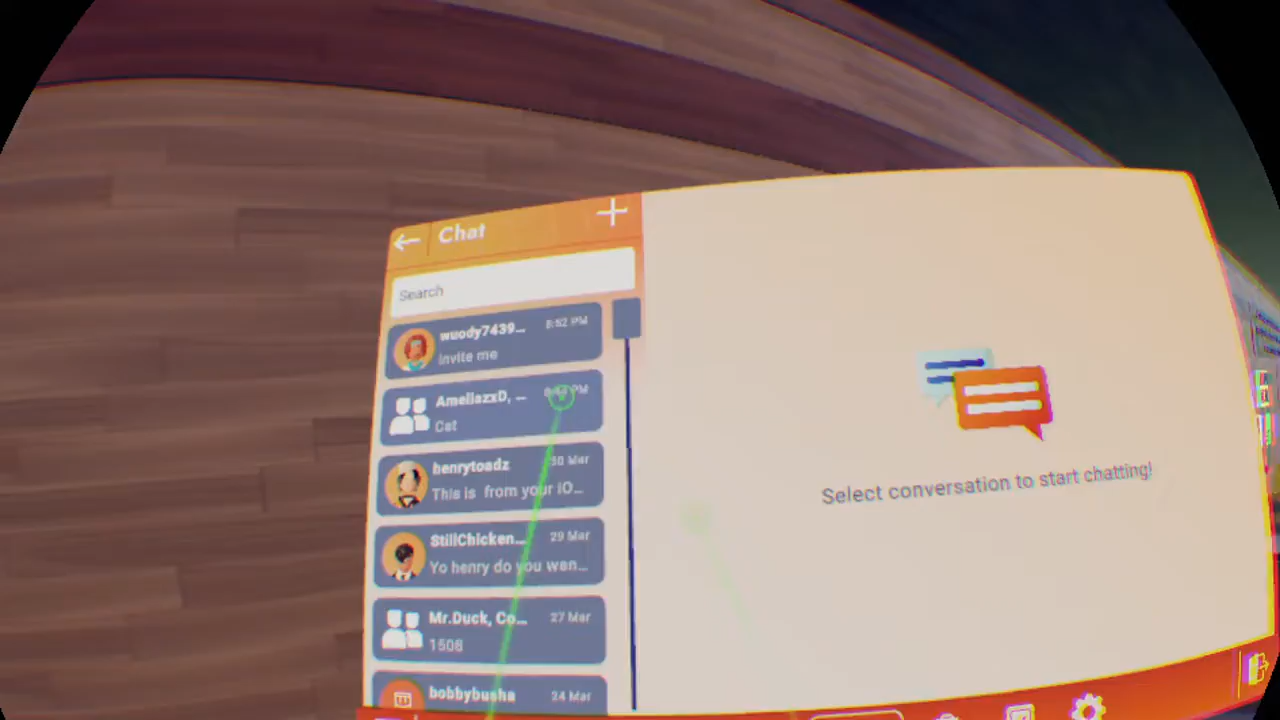 Chat
Search
wuody7439... 8:52 PM
Invite me
AmeliazxD, ... PM
Cat
henrytoadz 30 Mar
This is from your iO...
StillChicken... 29 Mar
Yo henry do you wan...
Mr.Duck, Co... 27 Mar
1508
bobbybusha 24 Mar
Select conversation to start chatting!